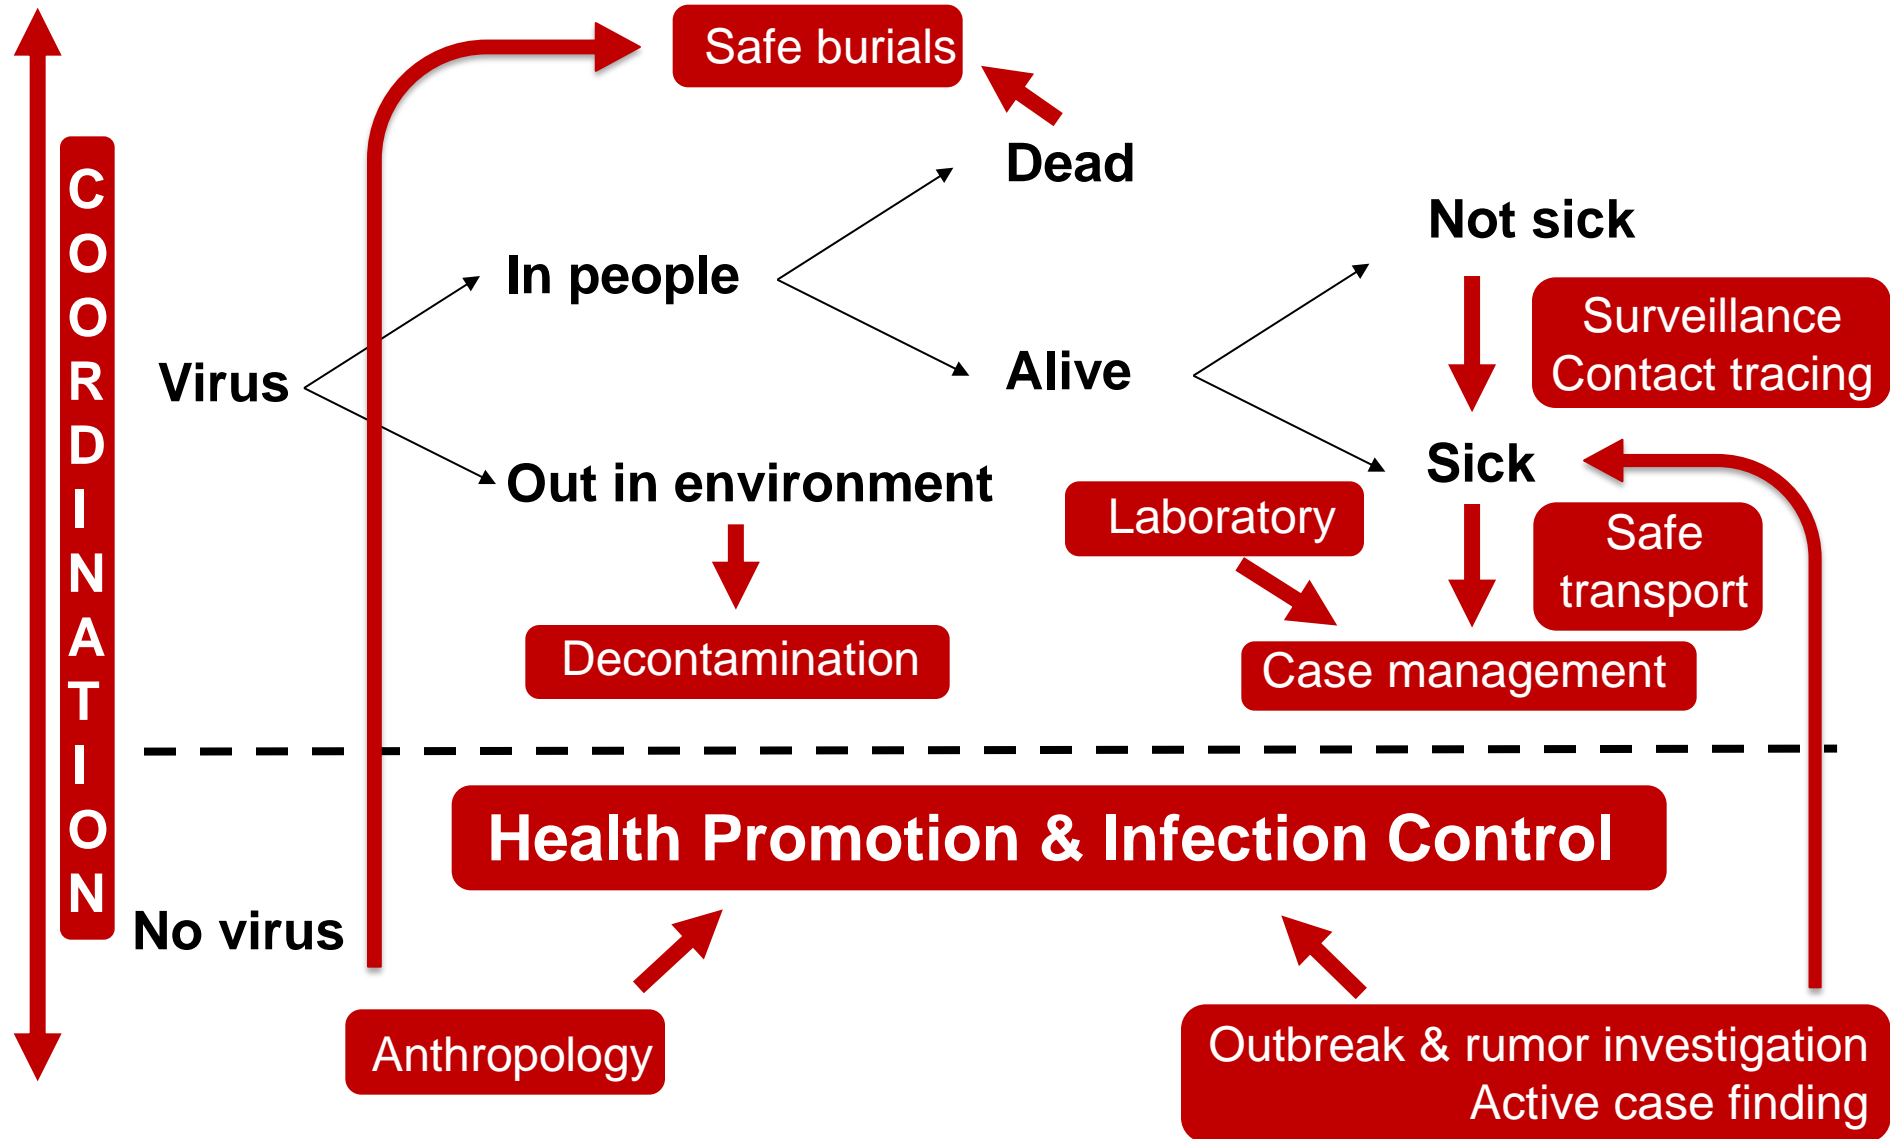 COORDINATION
Safe burials
Dead
Not sick
In people
Surveillance
Contact tracing
Virus
Alive
Sick
Out in environment
Laboratory
Safe
transport
Decontamination
Case management
Health Promotion & Infection Control
No virus
Anthropology
Outbreak & rumor investigation
Active case finding